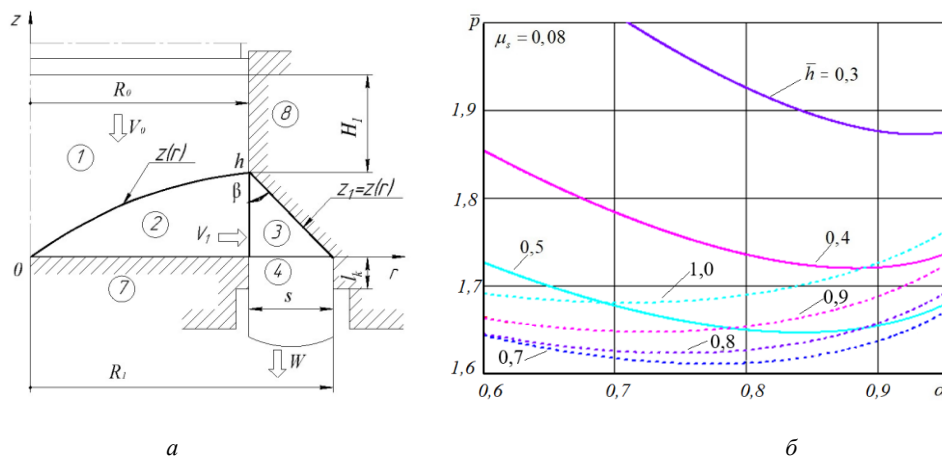 z
R₀
V₀
1
z(r)
h
β
2
V₁
3
z₁=z(r)
8
H₁
0
r
4
7
lₖ
s
W
R₁
а
p̄
μₛ = 0,08
h̄ = 0,3
1,9
1,8
1,7
1,6
0,4
0,5
1,0
0,9
0,8
0,7
0,6
0,7
0,8
0,9
б